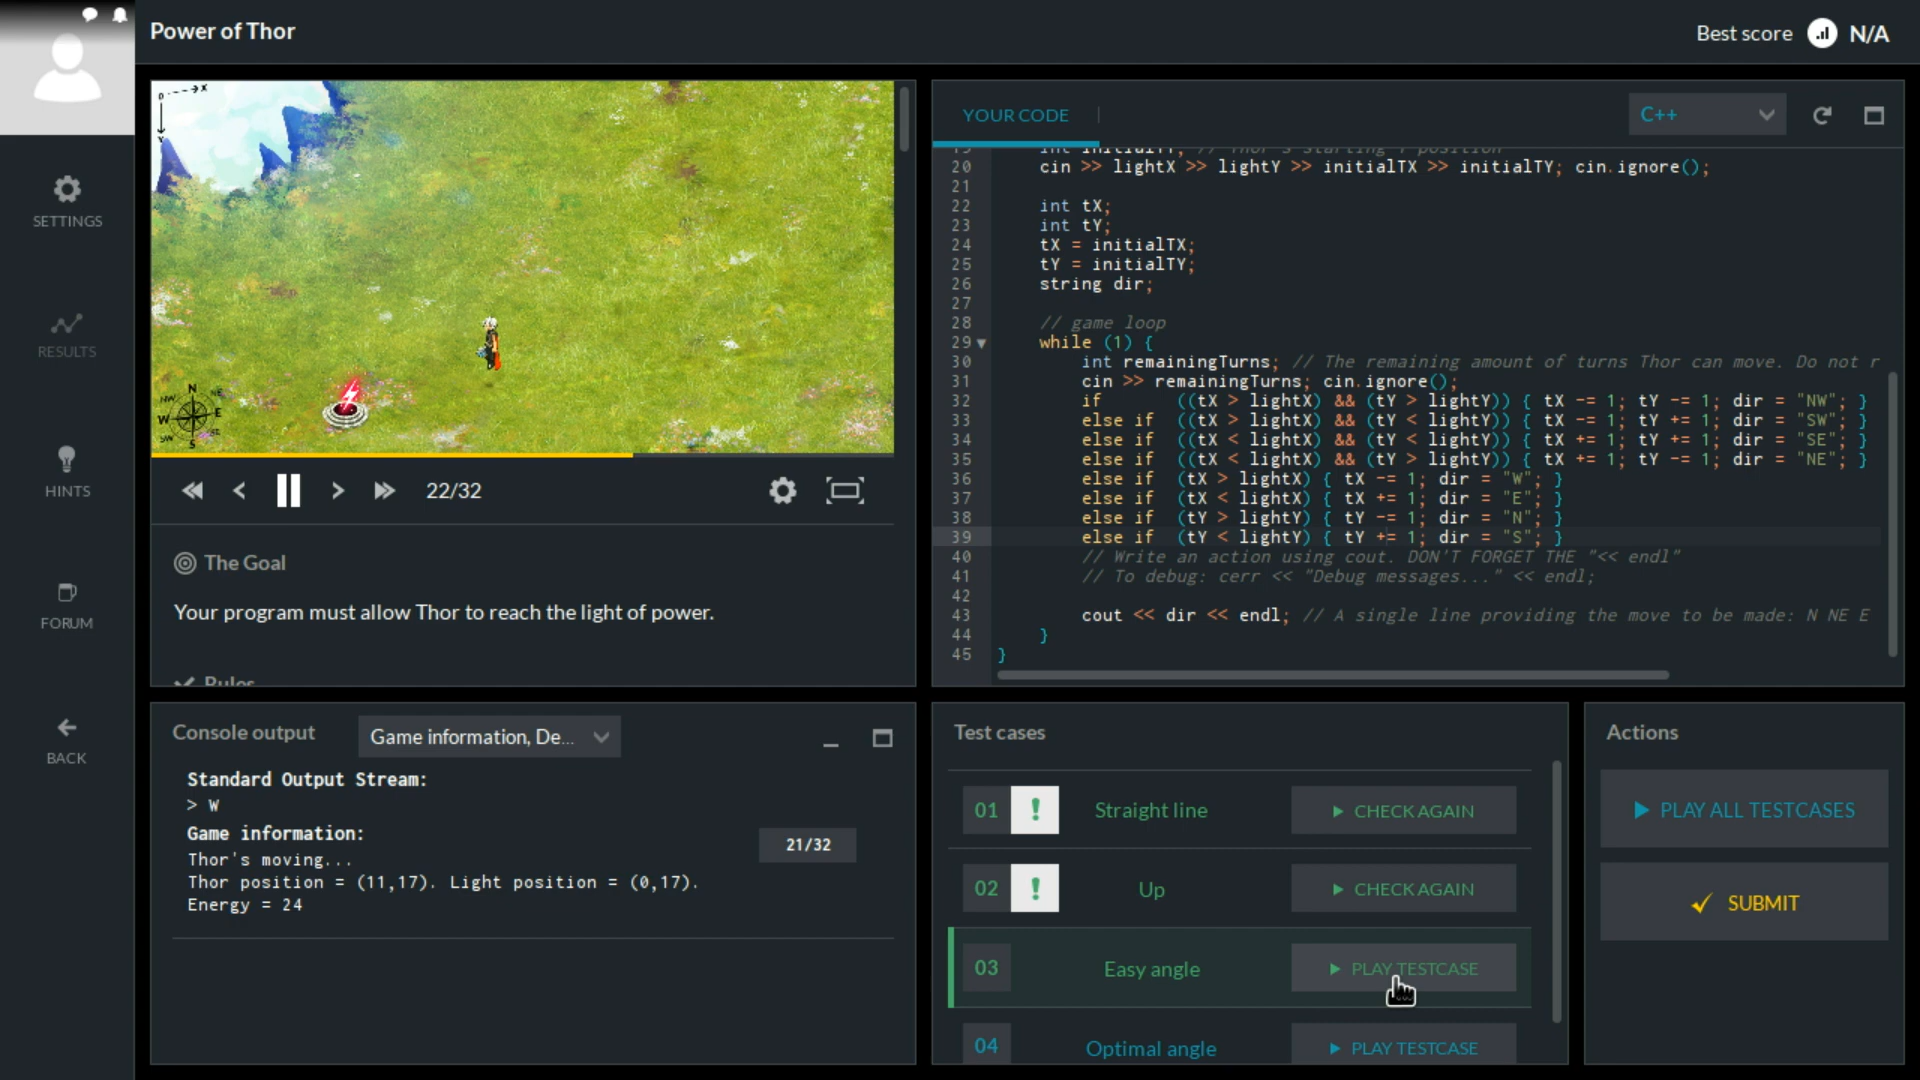 Power of Thor
Best score N/A
SETTINGS
RESULTS
HINTS
FORUM
BACK
0 X
Y
N
NW NE
W E
SW SE
S
22/32
The Goal
Your program must allow Thor to reach the light of power.
Rules
YOUR CODE
C++
19 int initialTY; // Thor's starting Y position
20 cin >> lightX >> lightY >> initialTX >> initialTY; cin.ignore();
21
22 int tX;
23 int tY;
24 tX = initialTX;
25 tY = initialTY;
26 string dir;
27
28 // game loop
29 while (1) {
30 int remainingTurns; // The remaining amount of turns Thor can move. Do not r
31 cin >> remainingTurns; cin.ignore();
32 if ((tX > lightX) && (tY > lightY)) { tX -= 1; tY -= 1; dir = "NW"; }
33 else if ((tX > lightX) && (tY < lightY)) { tX -= 1; tY += 1; dir = "SW"; }
34 else if ((tX < lightX) && (tY < lightY)) { tX += 1; tY += 1; dir = "SE"; }
35 else if ((tX < lightX) && (tY > lightY)) { tX += 1; tY -= 1; dir = "NE"; }
36 else if (tX > lightX) { tX -= 1; dir = "W"; }
37 else if (tX < lightX) { tX += 1; dir = "E"; }
38 else if (tY > lightY) { tY -= 1; dir = "N"; }
39 else if (tY < lightY) { tY += 1; dir = "S"; }
40 // Write an action using cout. DON'T FORGET THE "<< endl"
41 // To debug: cerr << "Debug messages..." << endl;
42
43 cout << dir << endl; // A single line providing the move to be made: N NE E
44 }
45 }
Console output
Game information, De...
Standard Output Stream:
> W
Game information:
Thor's moving...
Thor position = (11,17). Light position = (0,17).
Energy = 24
21/32
Test cases
01 ! Straight line CHECK AGAIN
02 ! Up CHECK AGAIN
03 Easy angle PLAY TESTCASE
04 Optimal angle PLAY TESTCASE
Actions
PLAY ALL TESTCASES
SUBMIT